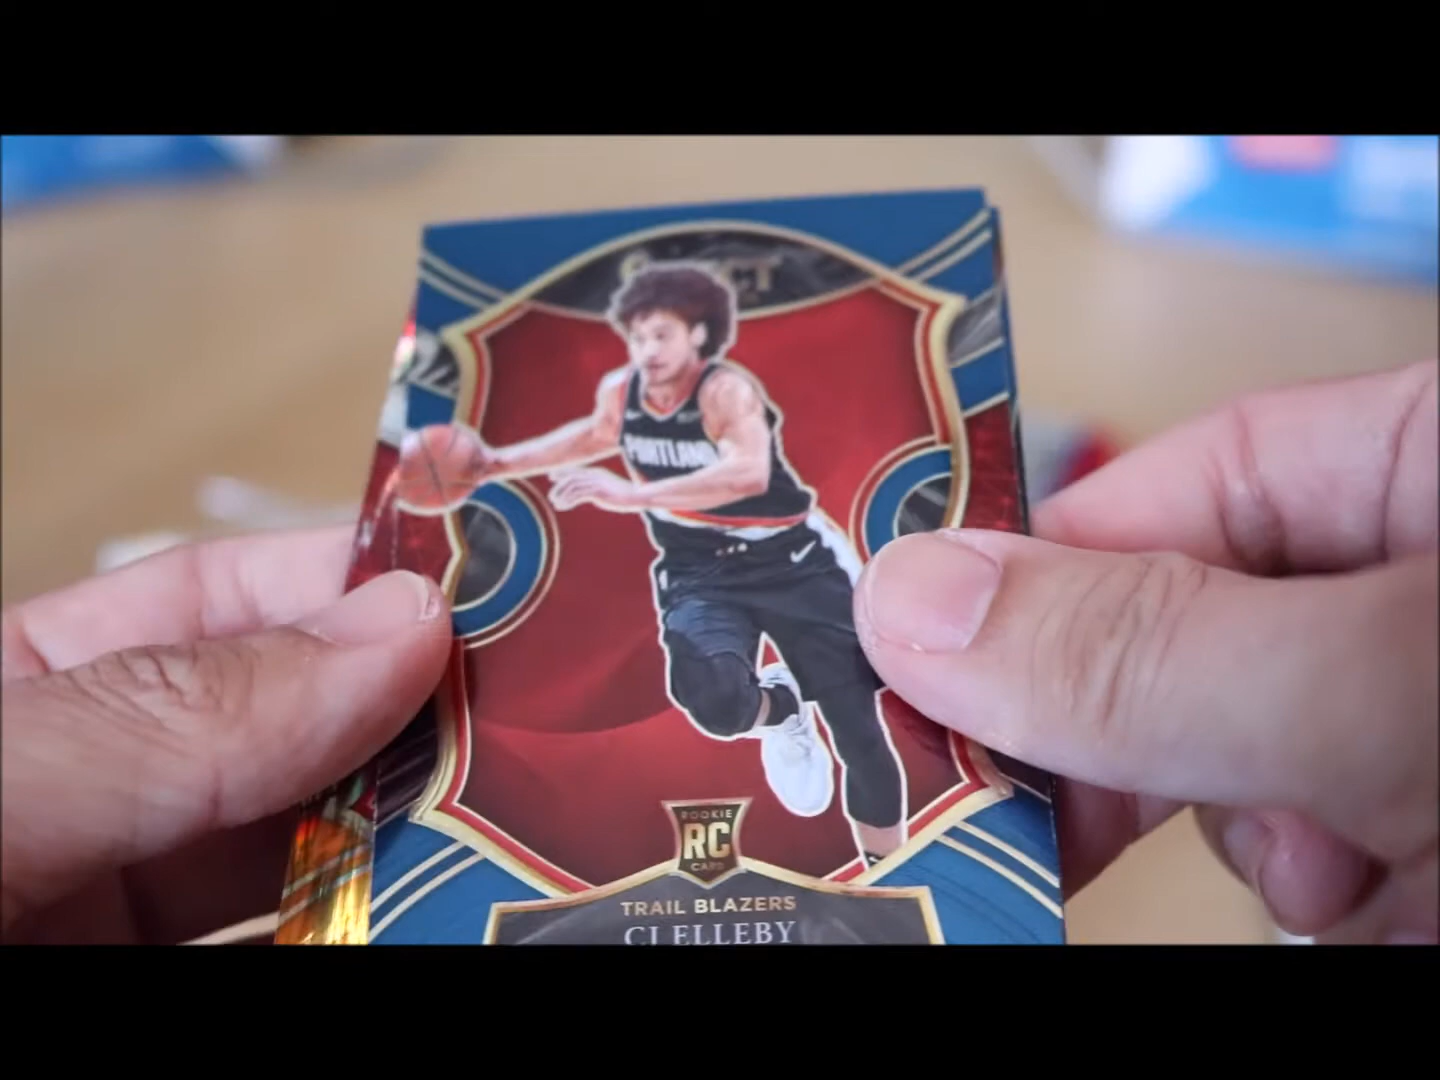 PORTLAND
ROOKIE
RC
CARD
TRAIL BLAZERS
CJ ELLEBY